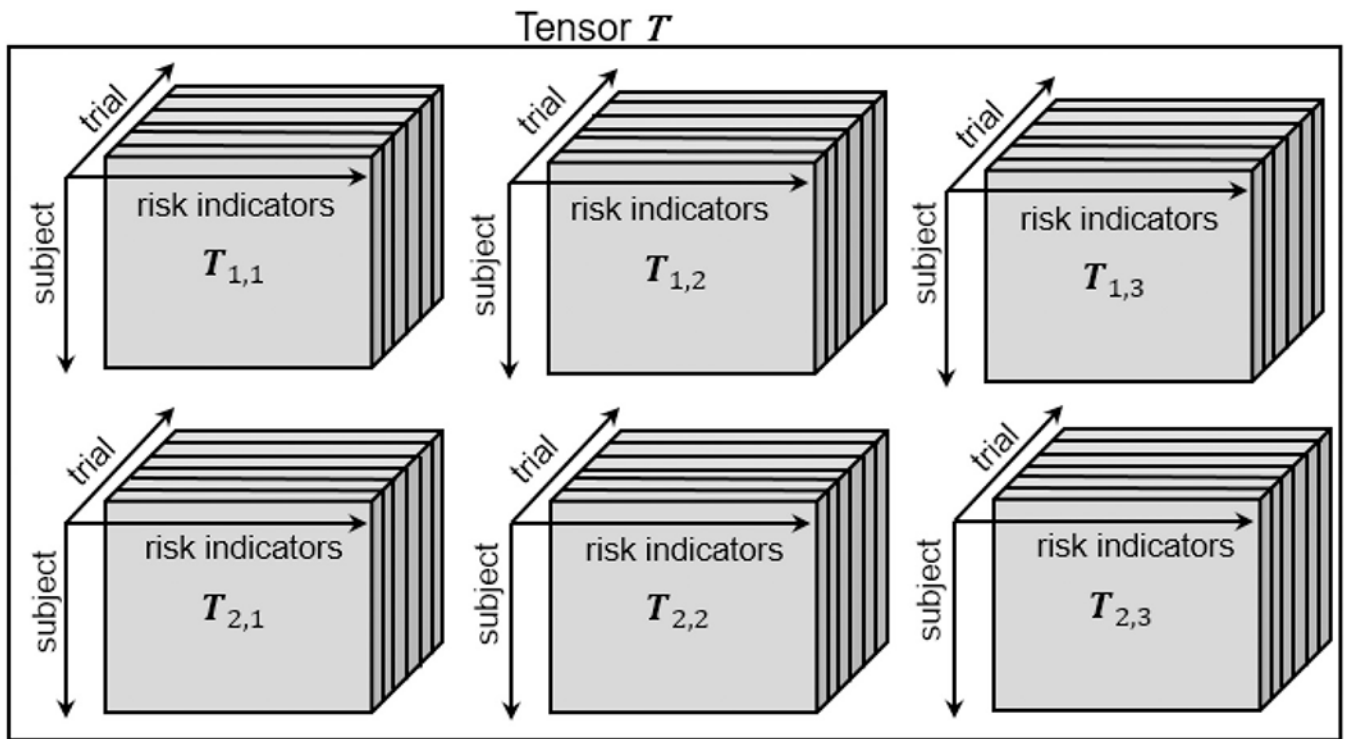 Tensor T
trial
risk indicators
subject
T1,1
trial
risk indicators
subject
T1,2
trial
risk indicators
subject
T1,3
trial
risk indicators
subject
T2,1
trial
risk indicators
subject
T2,2
trial
risk indicators
subject
T2,3